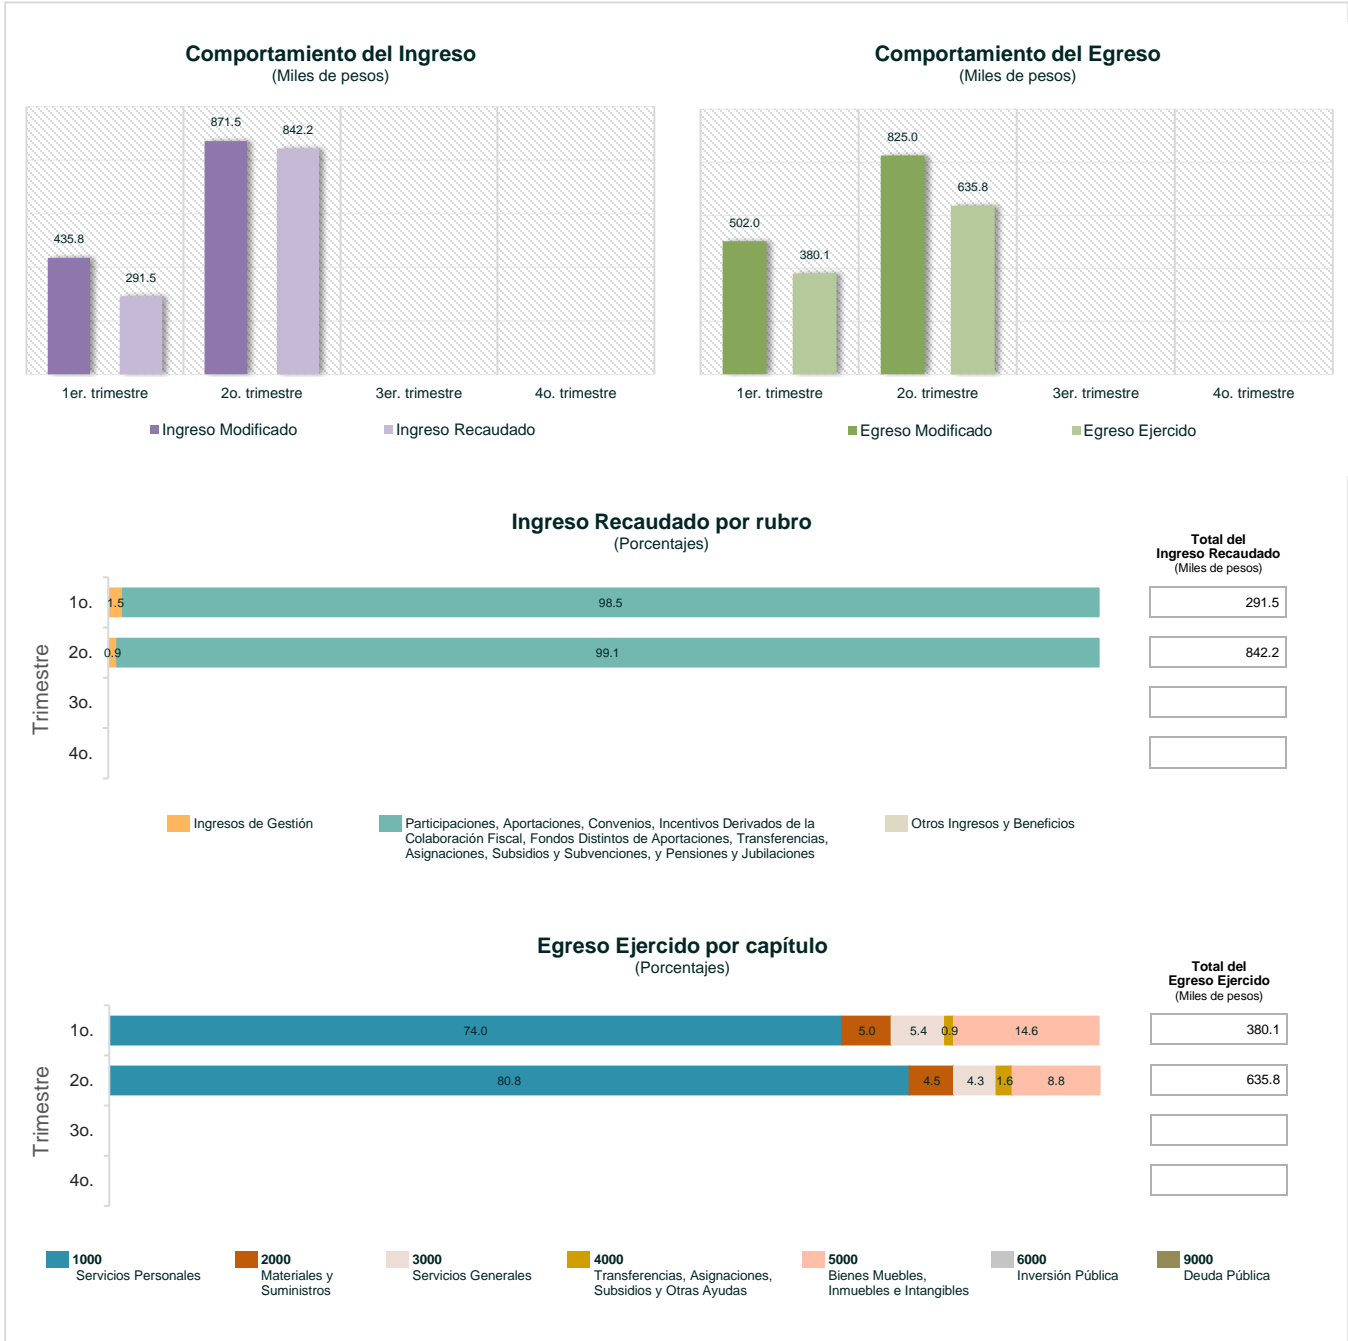 Comportamiento del Ingreso
(Miles de pesos)
871.5
842.2
435.8
291.5
1er. trimestre
2o. trimestre
3er. trimestre
4o. trimestre
Ingreso Modificado
Ingreso Recaudado
Comportamiento del Egreso
(Miles de pesos)
825.0
635.8
502.0
380.1
1er. trimestre
2o. trimestre
3er. trimestre
4o. trimestre
Egreso Modificado
Egreso Ejercido
Ingreso Recaudado por rubro
(Porcentajes)
Total del
Ingreso Recaudado
(Miles de pesos)
Trimestre
1o.
1.5
98.5
291.5
2o.
0.9
99.1
842.2
3o.
4o.
Ingresos de Gestión
Participaciones, Aportaciones, Convenios, Incentivos Derivados de la
Colaboración Fiscal, Fondos Distintos de Aportaciones, Transferencias,
Asignaciones, Subsidios y Subvenciones, y Pensiones y Jubilaciones
Otros Ingresos y Beneficios
Egreso Ejercido por capítulo
(Porcentajes)
Total del
Egreso Ejercido
(Miles de pesos)
Trimestre
1o.
74.0
5.0
5.4
0.9
14.6
380.1
2o.
80.8
4.5
4.3
1.6
8.8
635.8
3o.
4o.
1000
Servicios Personales
2000
Materiales y
Suministros
3000
Servicios Generales
4000
Transferencias, Asignaciones,
Subsidios y Otras Ayudas
5000
Bienes Muebles,
Inmuebles e Intangibles
6000
Inversión Pública
9000
Deuda Pública